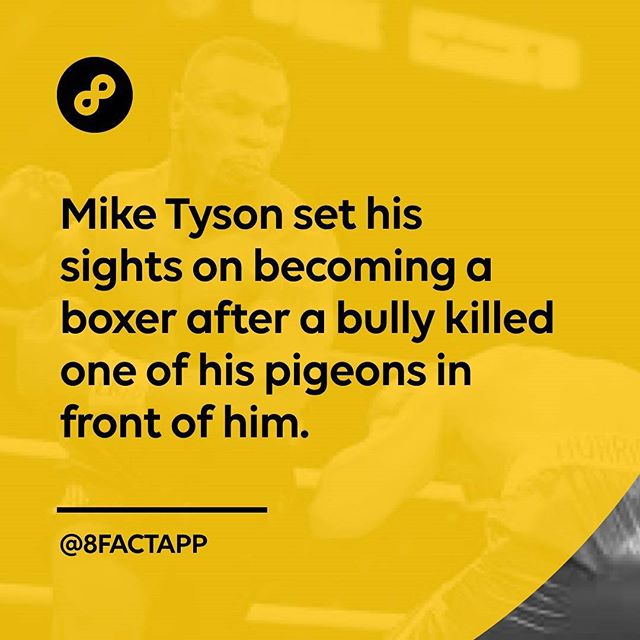 Mike Tyson set his
sights on becoming a
boxer after a bully killed
one of his pigeons in
front of him.
@8FACTAPP